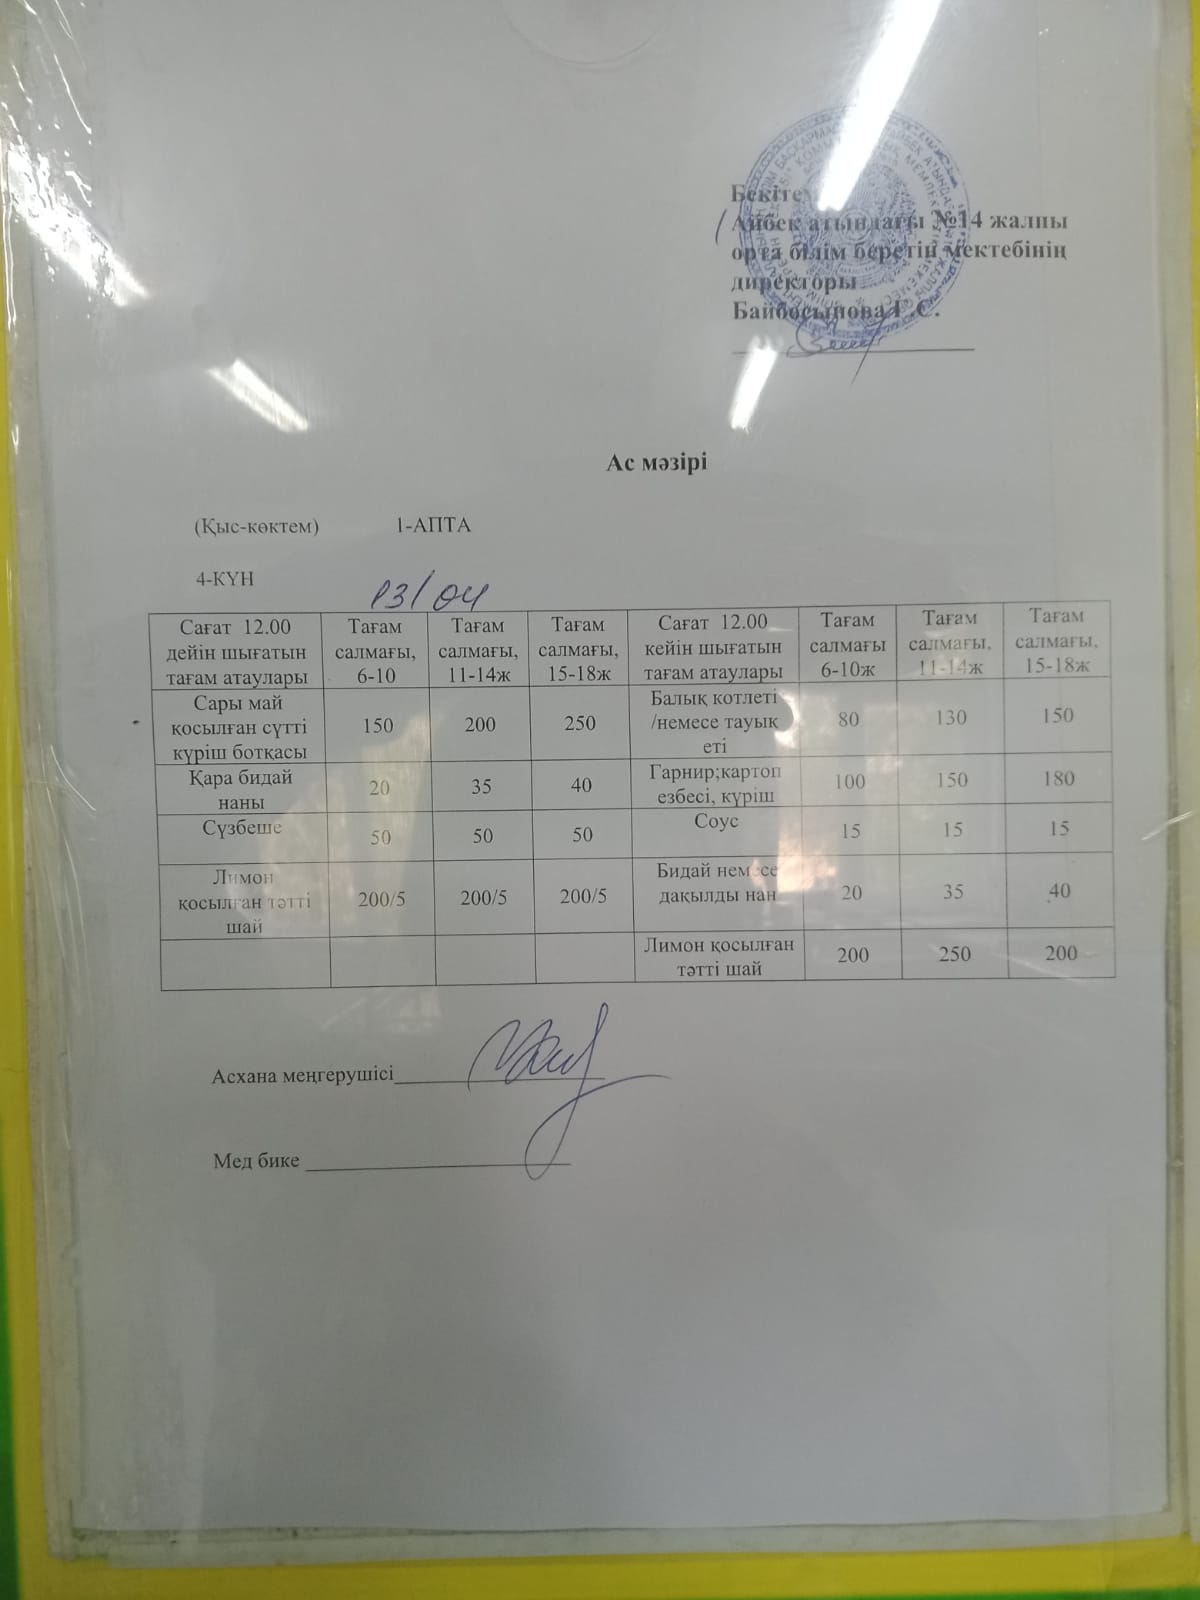 Бекітем
Айбек атындағы №14 жалпы
орта білім беретін мектебінің
директоры
Байбосынова Г.С.
Ас мәзірі
(Қыс-көктем) 1-АПТА
4-КҮН
13/04
Сағат 12.00 дейін шығатын тағам атаулары | Тағам салмағы, 6-10 | Тағам салмағы, 11-14ж | Тағам салмағы, 15-18ж | Сағат 12.00 кейін шығатын тағам атаулары | Тағам салмағы 6-10ж | Тағам салмағы, 11-14ж | Тағам салмағы, 15-18ж
Сары май қосылған сүтті күріш ботқасы | 150 | 200 | 250 | Балық котлеті /немесе тауық еті | 80 | 130 | 150
Қара бидай наны | 20 | 35 | 40 | Гарнир;картоп езбесі, күріш | 100 | 150 | 180
Сүзбеше | 50 | 50 | 50 | Соус | 15 | 15 | 15
Лимон қосылған тәтті шай | 200/5 | 200/5 | 200/5 | Бидай немесе дақылды нан | 20 | 35 | 40
Лимон қосылған тәтті шай | 200 | 250 | 200
Асхана меңгерушісі
Мед бике